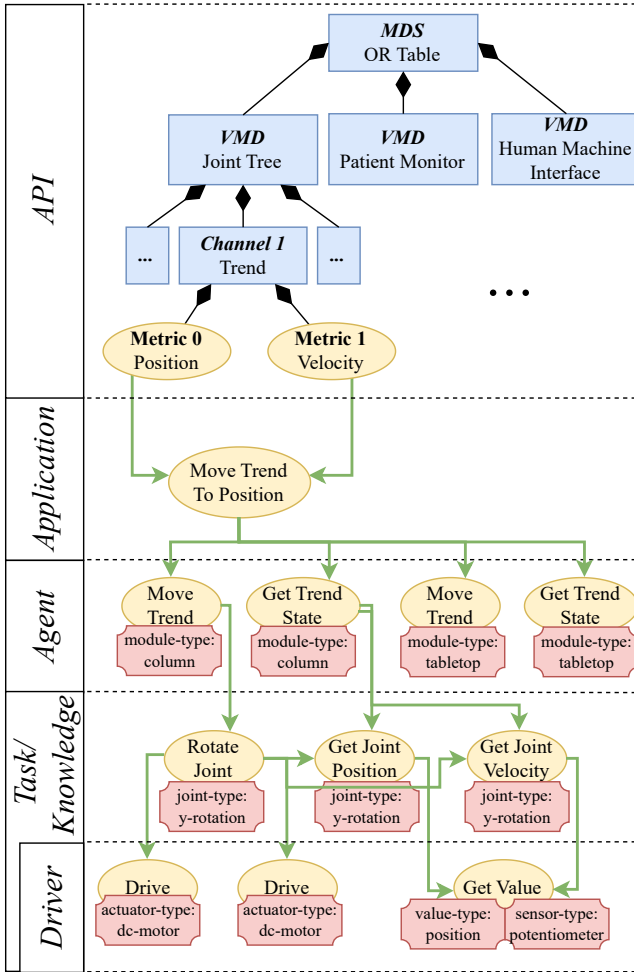 API
MDS
OR Table
VMD
Joint Tree
VMD
Patient Monitor
VMD
Human Machine
Interface
...
Channel 1
Trend
...
...
Metric 0
Position
Metric 1
Velocity
Application
Move Trend
To Position
Agent
Move
Trend
module-type:
column
Get Trend
State
module-type:
column
Move
Trend
module-type:
tabletop
Get Trend
State
module-type:
tabletop
Task/
Knowledge
Rotate
Joint
joint-type:
y-rotation
Get Joint
Position
joint-type:
y-rotation
Get Joint
Velocity
joint-type:
y-rotation
Driver
Drive
actuator-type:
dc-motor
Drive
actuator-type:
dc-motor
Get Value
value-type:
position
sensor-type:
potentiometer